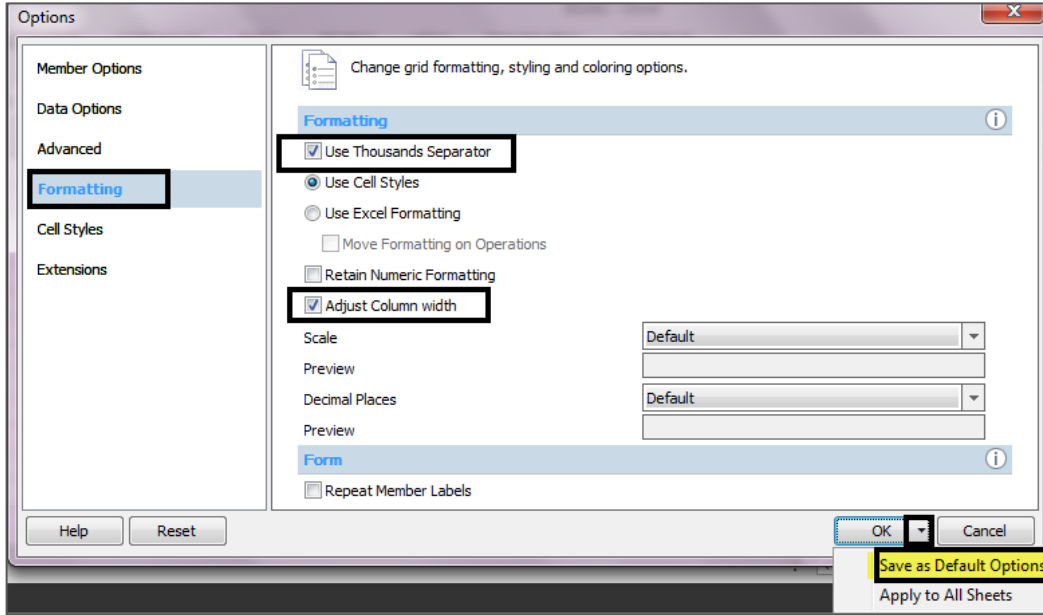 Options
X
Member Options
Data Options
Advanced
Formatting
Cell Styles
Extensions
Change grid formatting, styling and coloring options.
Formatting
i
Use Thousands Separator
Use Cell Styles
Use Excel Formatting
Move Formatting on Operations
Retain Numeric Formatting
Adjust Column width
Scale Default
Preview
Decimal Places Default
Preview
Form
i
Repeat Member Labels
Help Reset OK Cancel
Save as Default Options
Apply to All Sheets